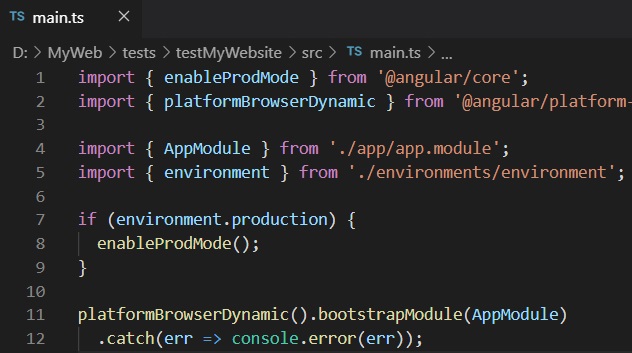 TS main.ts ×
D: > MyWeb > tests > testMyWebsite > src > TS main.ts > ...
1 import { enableProdMode } from '@angular/core';
2 import { platformBrowserDynamic } from '@angular/platform-
3
4 import { AppModule } from './app/app.module';
5 import { environment } from './environments/environment';
6
7 if (environment.production) {
8   enableProdMode();
9 }
10
11 platformBrowserDynamic().bootstrapModule(AppModule)
12   .catch(err => console.error(err));